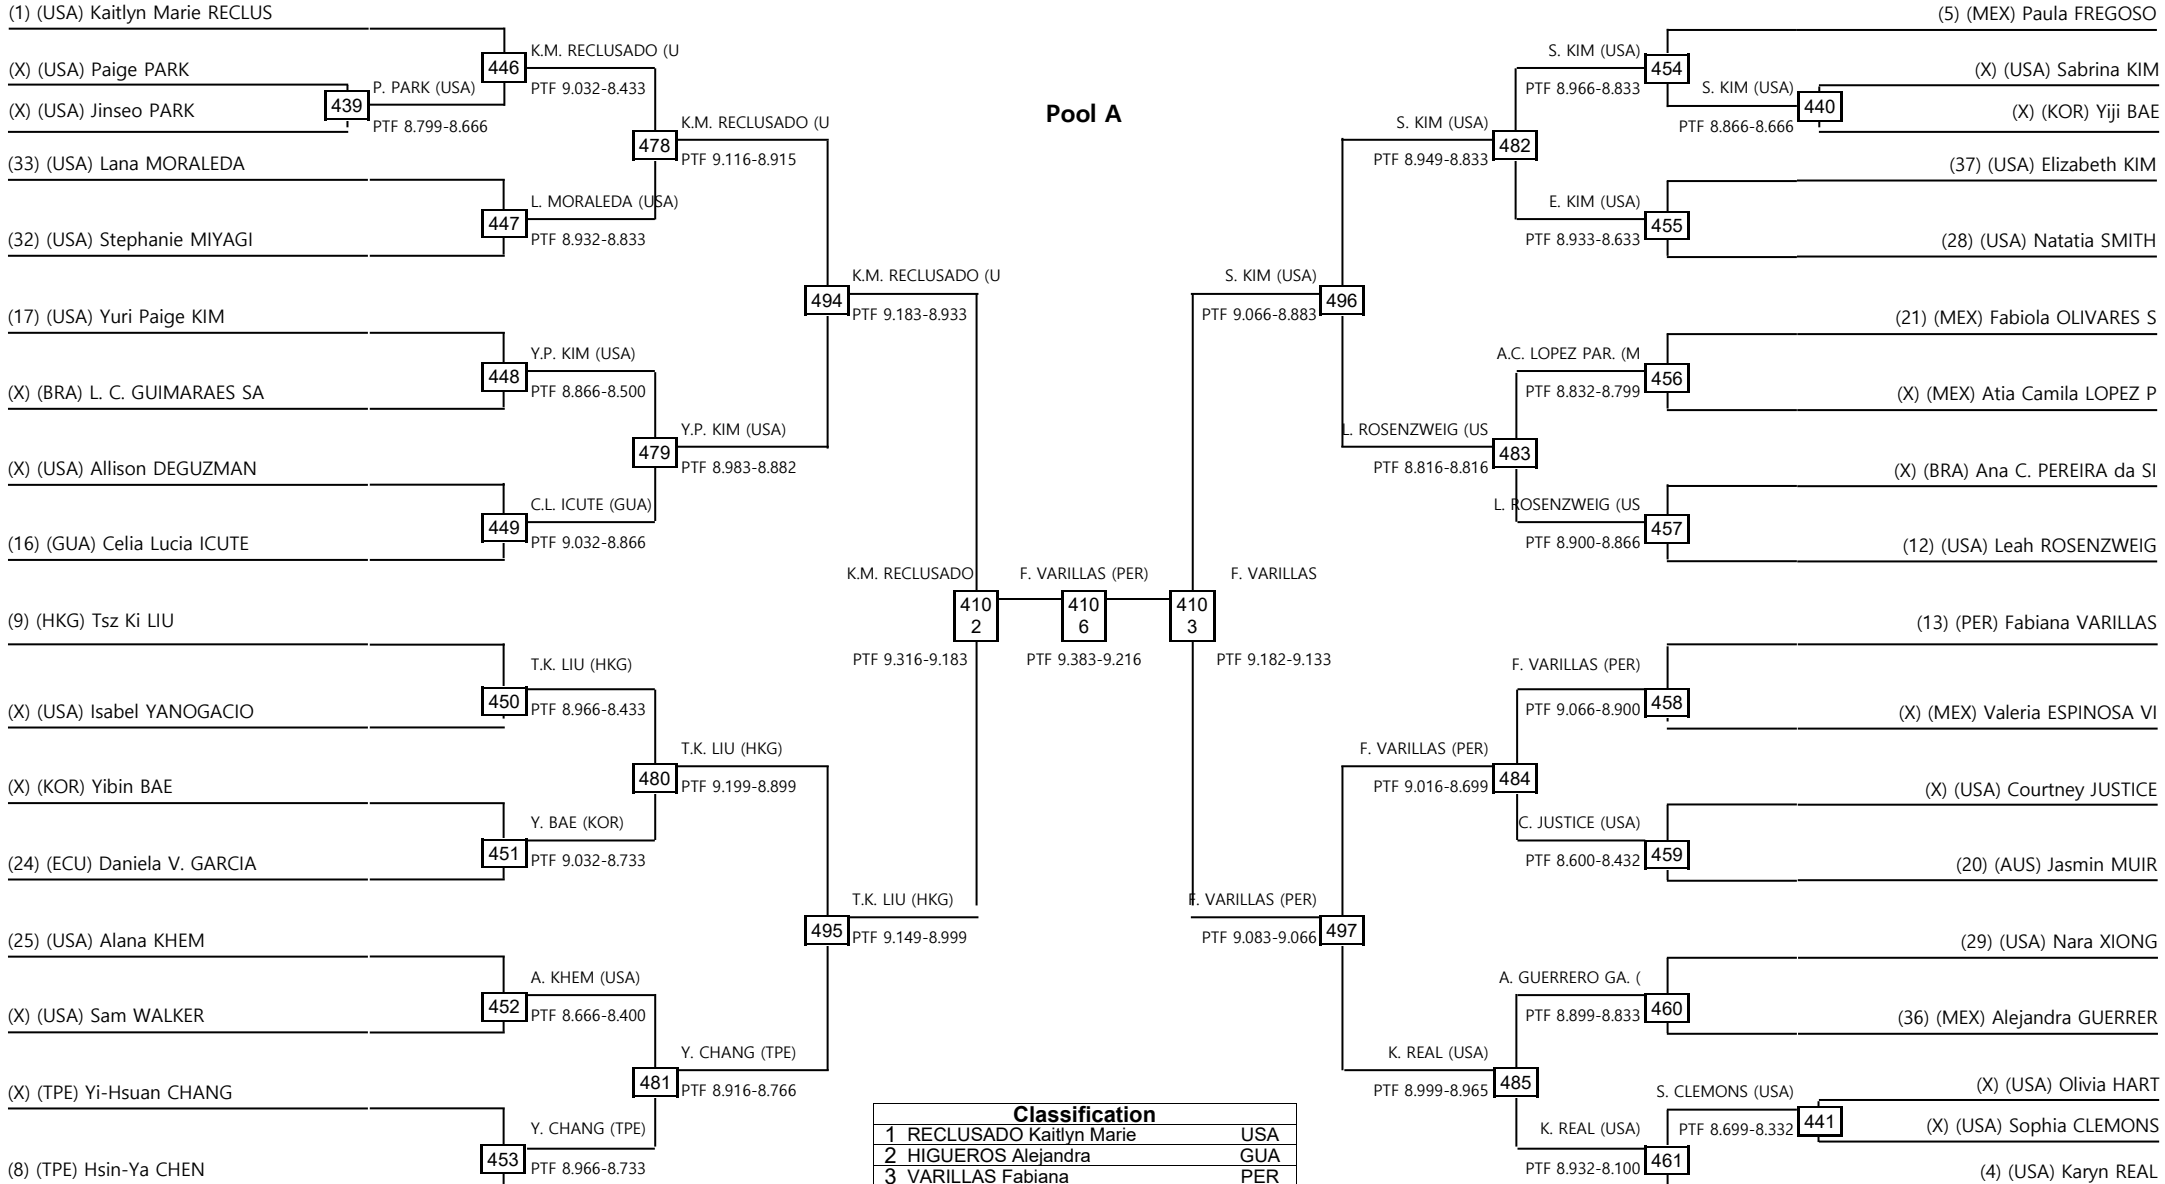 (1) (USA) Kaitlyn Marie RECLUS
(X) (USA) Paige PARK
(X) (USA) Jinseo PARK
439
P. PARK (USA)
PTF 8.799-8.666
446
K.M. RECLUSADO (U
PTF 9.032-8.433
(33) (USA) Lana MORALEDA
(32) (USA) Stephanie MIYAGI
447
L. MORALEDA (USA)
PTF 8.932-8.833
478
K.M. RECLUSADO (U
PTF 9.116-8.915
(17) (USA) Yuri Paige KIM
(X) (BRA) L. C. GUIMARAES SA
448
Y.P. KIM (USA)
PTF 8.866-8.500
(X) (USA) Allison DEGUZMAN
(16) (GUA) Celia Lucia ICUTE
449
C.L. ICUTE (GUA)
PTF 9.032-8.866
479
Y.P. KIM (USA)
PTF 8.983-8.882
494
K.M. RECLUSADO (U
PTF 9.183-8.933
(9) (HKG) Tsz Ki LIU
(X) (USA) Isabel YANOGACIO
450
T.K. LIU (HKG)
PTF 8.966-8.433
(X) (KOR) Yibin BAE
(24) (ECU) Daniela V. GARCIA
451
Y. BAE (KOR)
PTF 9.032-8.733
480
T.K. LIU (HKG)
PTF 9.199-8.899
(25) (USA) Alana KHEM
(X) (USA) Sam WALKER
452
A. KHEM (USA)
PTF 8.666-8.400
(X) (TPE) Yi-Hsuan CHANG
(8) (TPE) Hsin-Ya CHEN
453
Y. CHANG (TPE)
PTF 8.966-8.733
481
Y. CHANG (TPE)
PTF 8.916-8.766
495
T.K. LIU (HKG)
PTF 9.149-8.999
Pool A
K.M. RECLUSADO
410
2
PTF 9.316-9.183
F. VARILLAS (PER)
410
6
PTF 9.383-9.216
F. VARILLAS
410
3
PTF 9.182-9.133
(5) (MEX) Paula FREGOSO
(X) (USA) Sabrina KIM
(X) (KOR) Yiji BAE
440
S. KIM (USA)
PTF 8.866-8.666
454
S. KIM (USA)
PTF 8.966-8.833
(37) (USA) Elizabeth KIM
(28) (USA) Natatia SMITH
455
E. KIM (USA)
PTF 8.933-8.633
482
S. KIM (USA)
PTF 8.949-8.833
(21) (MEX) Fabiola OLIVARES S
(X) (MEX) Atia Camila LOPEZ P
456
A.C. LOPEZ PAR. (M
PTF 8.832-8.799
(X) (BRA) Ana C. PEREIRA da SI
(12) (USA) Leah ROSENZWEIG
457
L. ROSENZWEIG (US
PTF 8.900-8.866
483
L. ROSENZWEIG (US
PTF 8.816-8.816
496
S. KIM (USA)
PTF 9.066-8.883
(13) (PER) Fabiana VARILLAS
(X) (MEX) Valeria ESPINOSA VI
458
F. VARILLAS (PER)
PTF 9.066-8.900
(X) (USA) Courtney JUSTICE
(20) (AUS) Jasmin MUIR
459
C. JUSTICE (USA)
PTF 8.600-8.432
484
F. VARILLAS (PER)
PTF 9.016-8.699
(29) (USA) Nara XIONG
(36) (MEX) Alejandra GUERRER
460
A. GUERRERO GA. (
PTF 8.899-8.833
(X) (USA) Olivia HART
(X) (USA) Sophia CLEMONS
441
S. CLEMONS (USA)
PTF 8.699-8.332
(4) (USA) Karyn REAL
461
K. REAL (USA)
PTF 8.932-8.100
485
K. REAL (USA)
PTF 8.999-8.965
497
F. VARILLAS (PER)
PTF 9.083-9.066
Classification
1 RECLUSADO Kaitlyn Marie USA
2 HIGUEROS Alejandra GUA
3 VARILLAS Fabiana PER